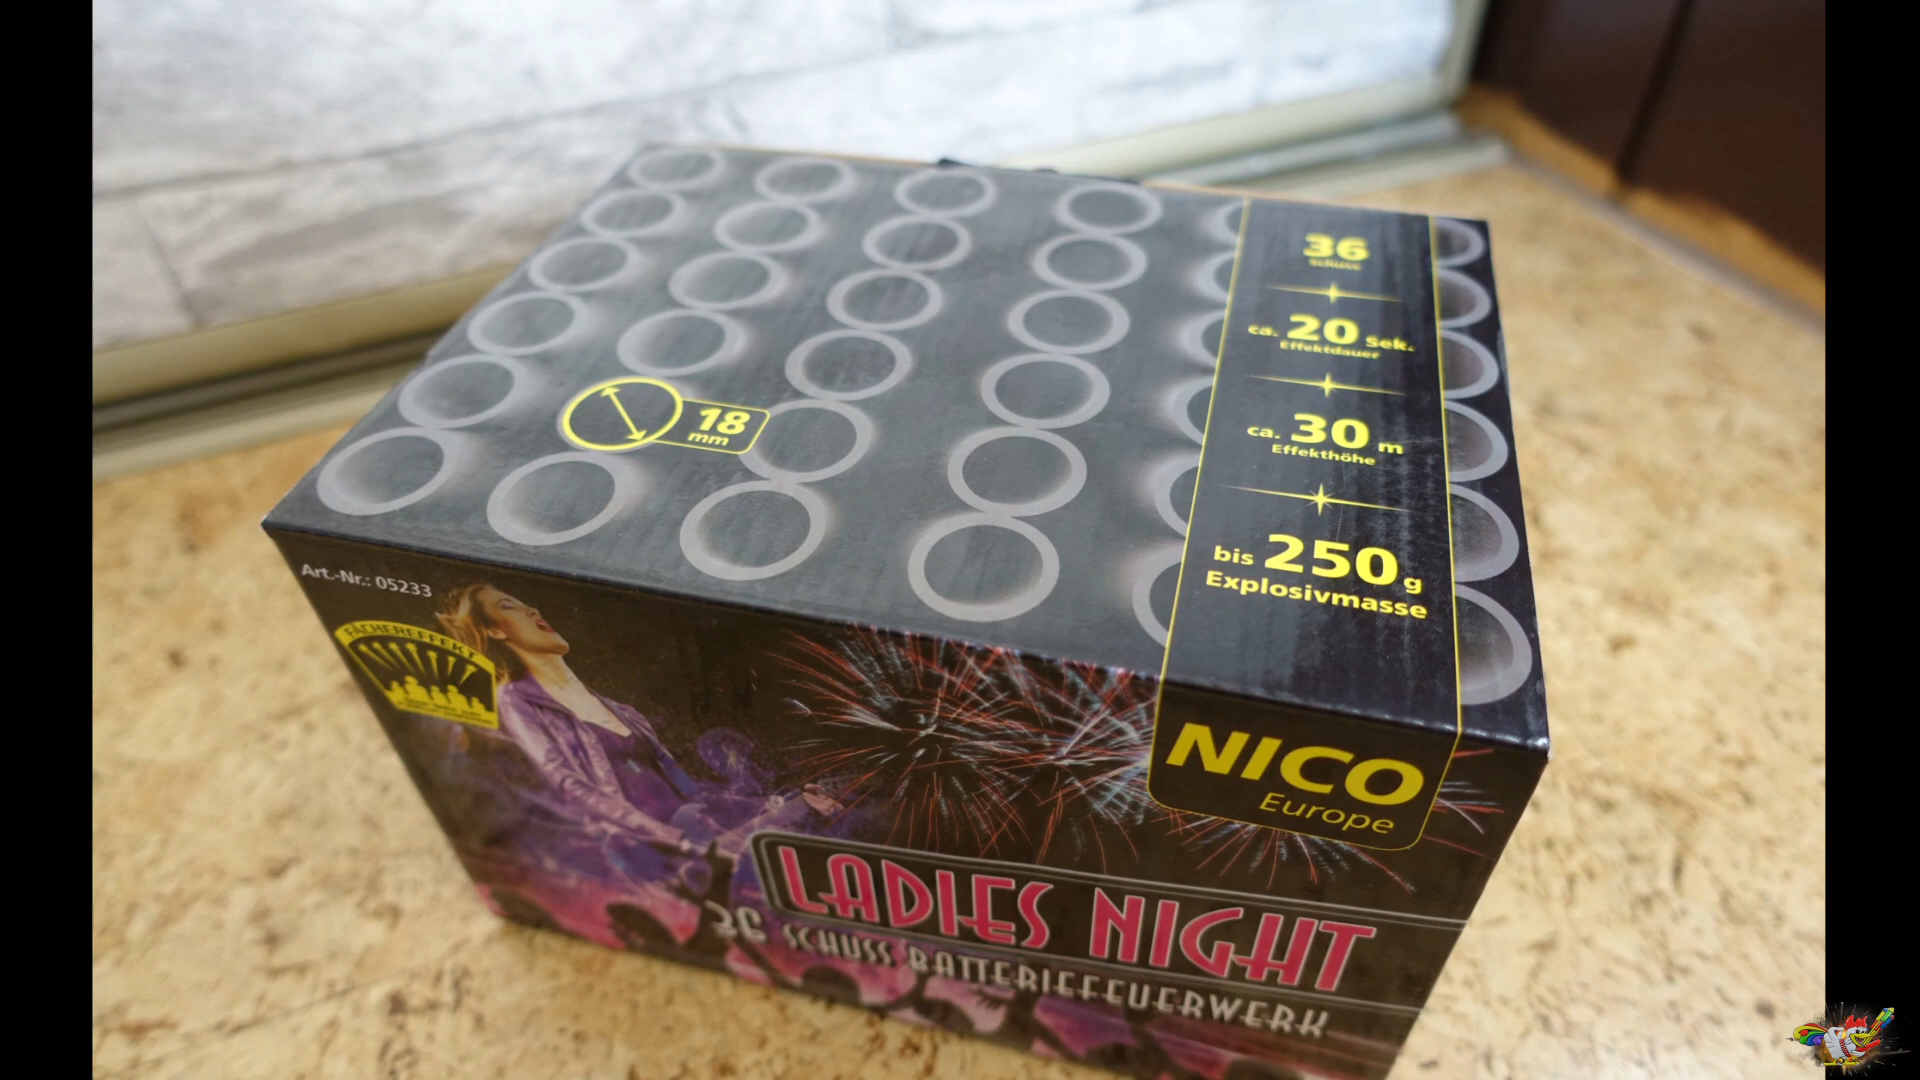 36
Schuss
ca. 20 sek.
Effektdauer
ca. 30 m
Effekthöhe
bis 250 g
Explosivmasse
18
mm
Art.-Nr.: 05233
FÄCHEREFFEKT
NICO
Europe
LADIES NIGHT
36 SCHUSS BATTERIEFEUERWERK